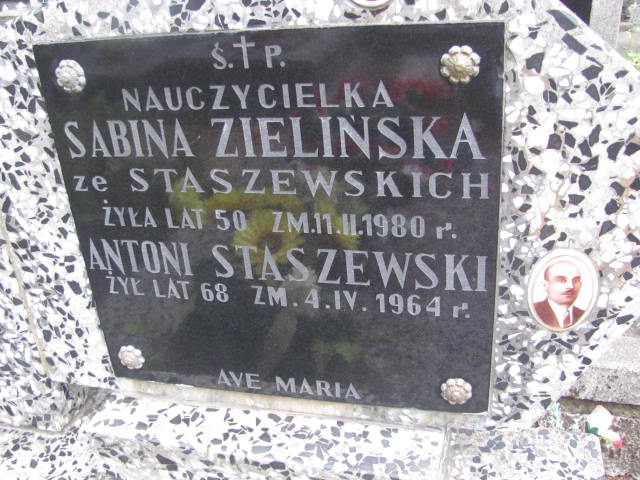 Ś.†P.
NAUCZYCIELKA
SABINA ZIELIŃSKA
ze STASZEWSKICH
ŻYŁA LAT 50 ZM.11.II.1980 r.
ANTONI STASZEWSKI
ŻYŁ LAT 68 ZM. 4.IV.1964 r.
AVE MARIA